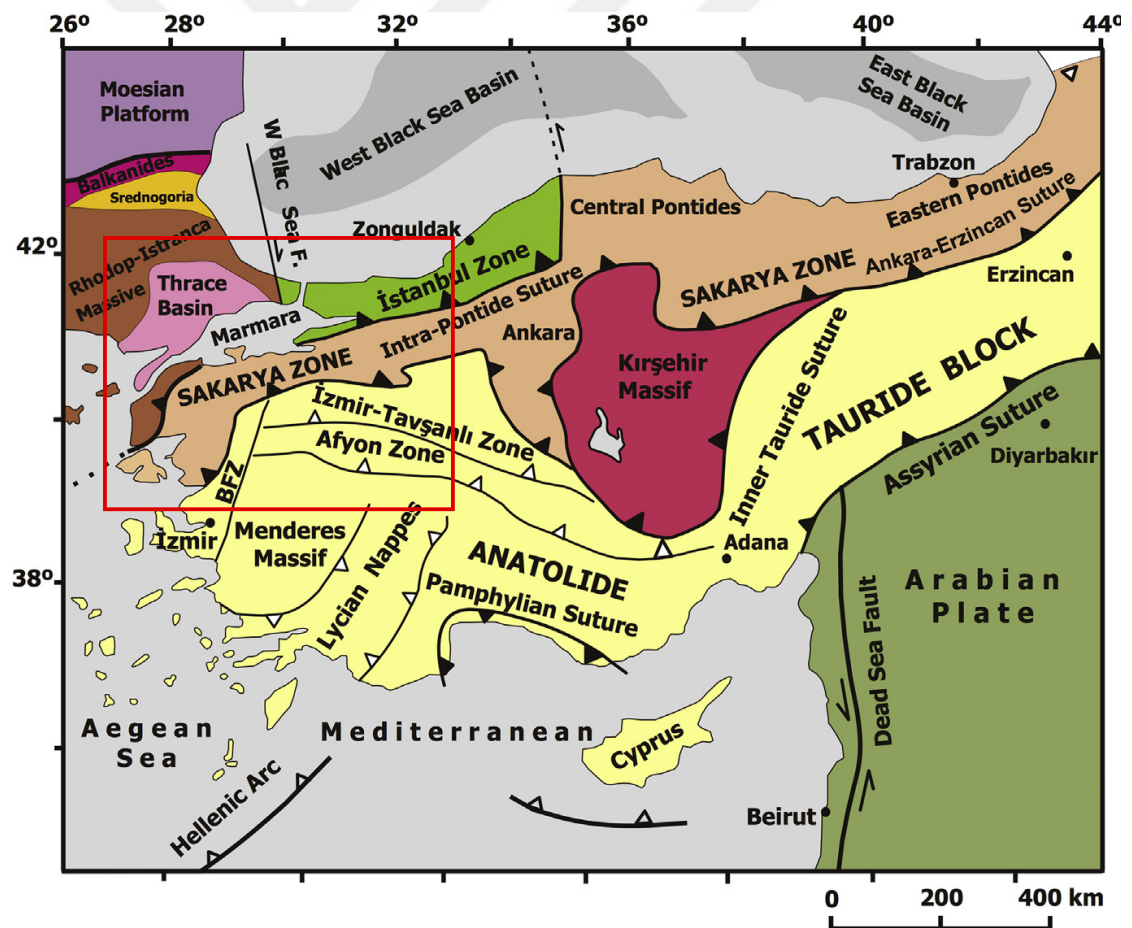 26º 28º 32º 36º 40º 44º
Moesian
Platform
West Black Sea Basin
East Black
Sea Basin
W Blac Sea F.
Balkanides
Srednogoria
Trabzon
Zonguldak
Central Pontides
Eastern Pontides
42º
Rhodop-Istranca
Massive
Thrace
Basin
İstanbul Zone
SAKARYA ZONE
Ankara-Erzincan Suture
Erzincan
Marmara
Intra-Pontide Suture
Ankara
SAKARYA ZONE
Kırşehir
Massif
Inner Tauride Suture
TAURIDE BLOCK
İzmir-Tavşanlı Zone
Afyon Zone
Assyrian Suture
Diyarbakır
BFZ
İzmir
Menderes
Massif
Lycian Nappes
ANATOLIDE
Adana
38º
Pamphylian Suture
Arabian
Plate
Dead Sea Fault
Aegean
Sea
Mediterranean
Cyprus
Hellenic Arc
Beirut
0 200 400 km